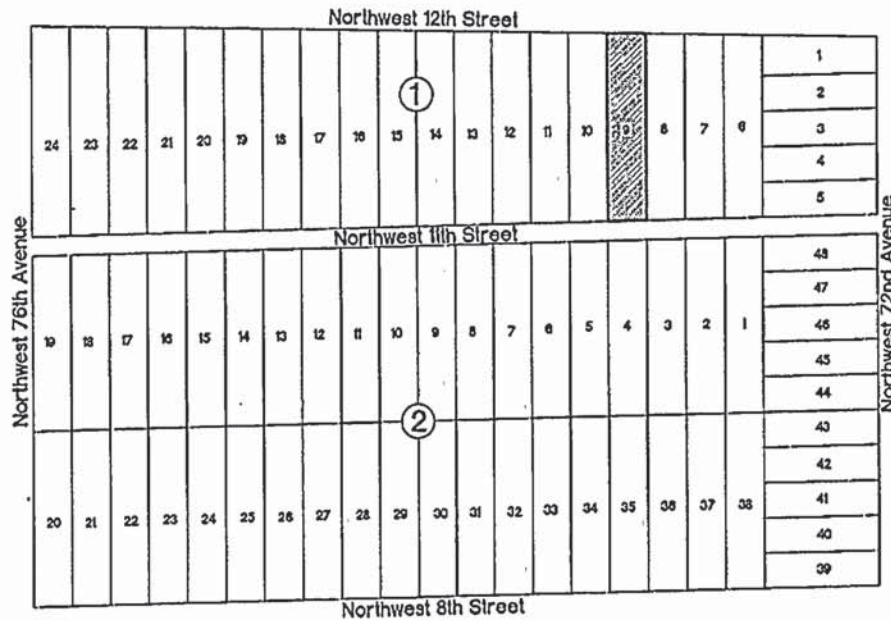 Northwest 12th Street
1
1
2
3
4
5
24 23 22 21 20 19 18 17 16 15 14 13 12 11 10 9 8 7 6
Northwest 76th Avenue
Northwest 11th Street
Northwest 72nd Avenue
48
47
46
45
44
19 18 17 16 15 14 13 12 11 10 9 8 7 6 5 4 3 2 1
2
43
42
41
40
39
20 21 22 23 24 25 26 27 28 29 30 31 32 33 34 35 36 37 38
Northwest 8th Street